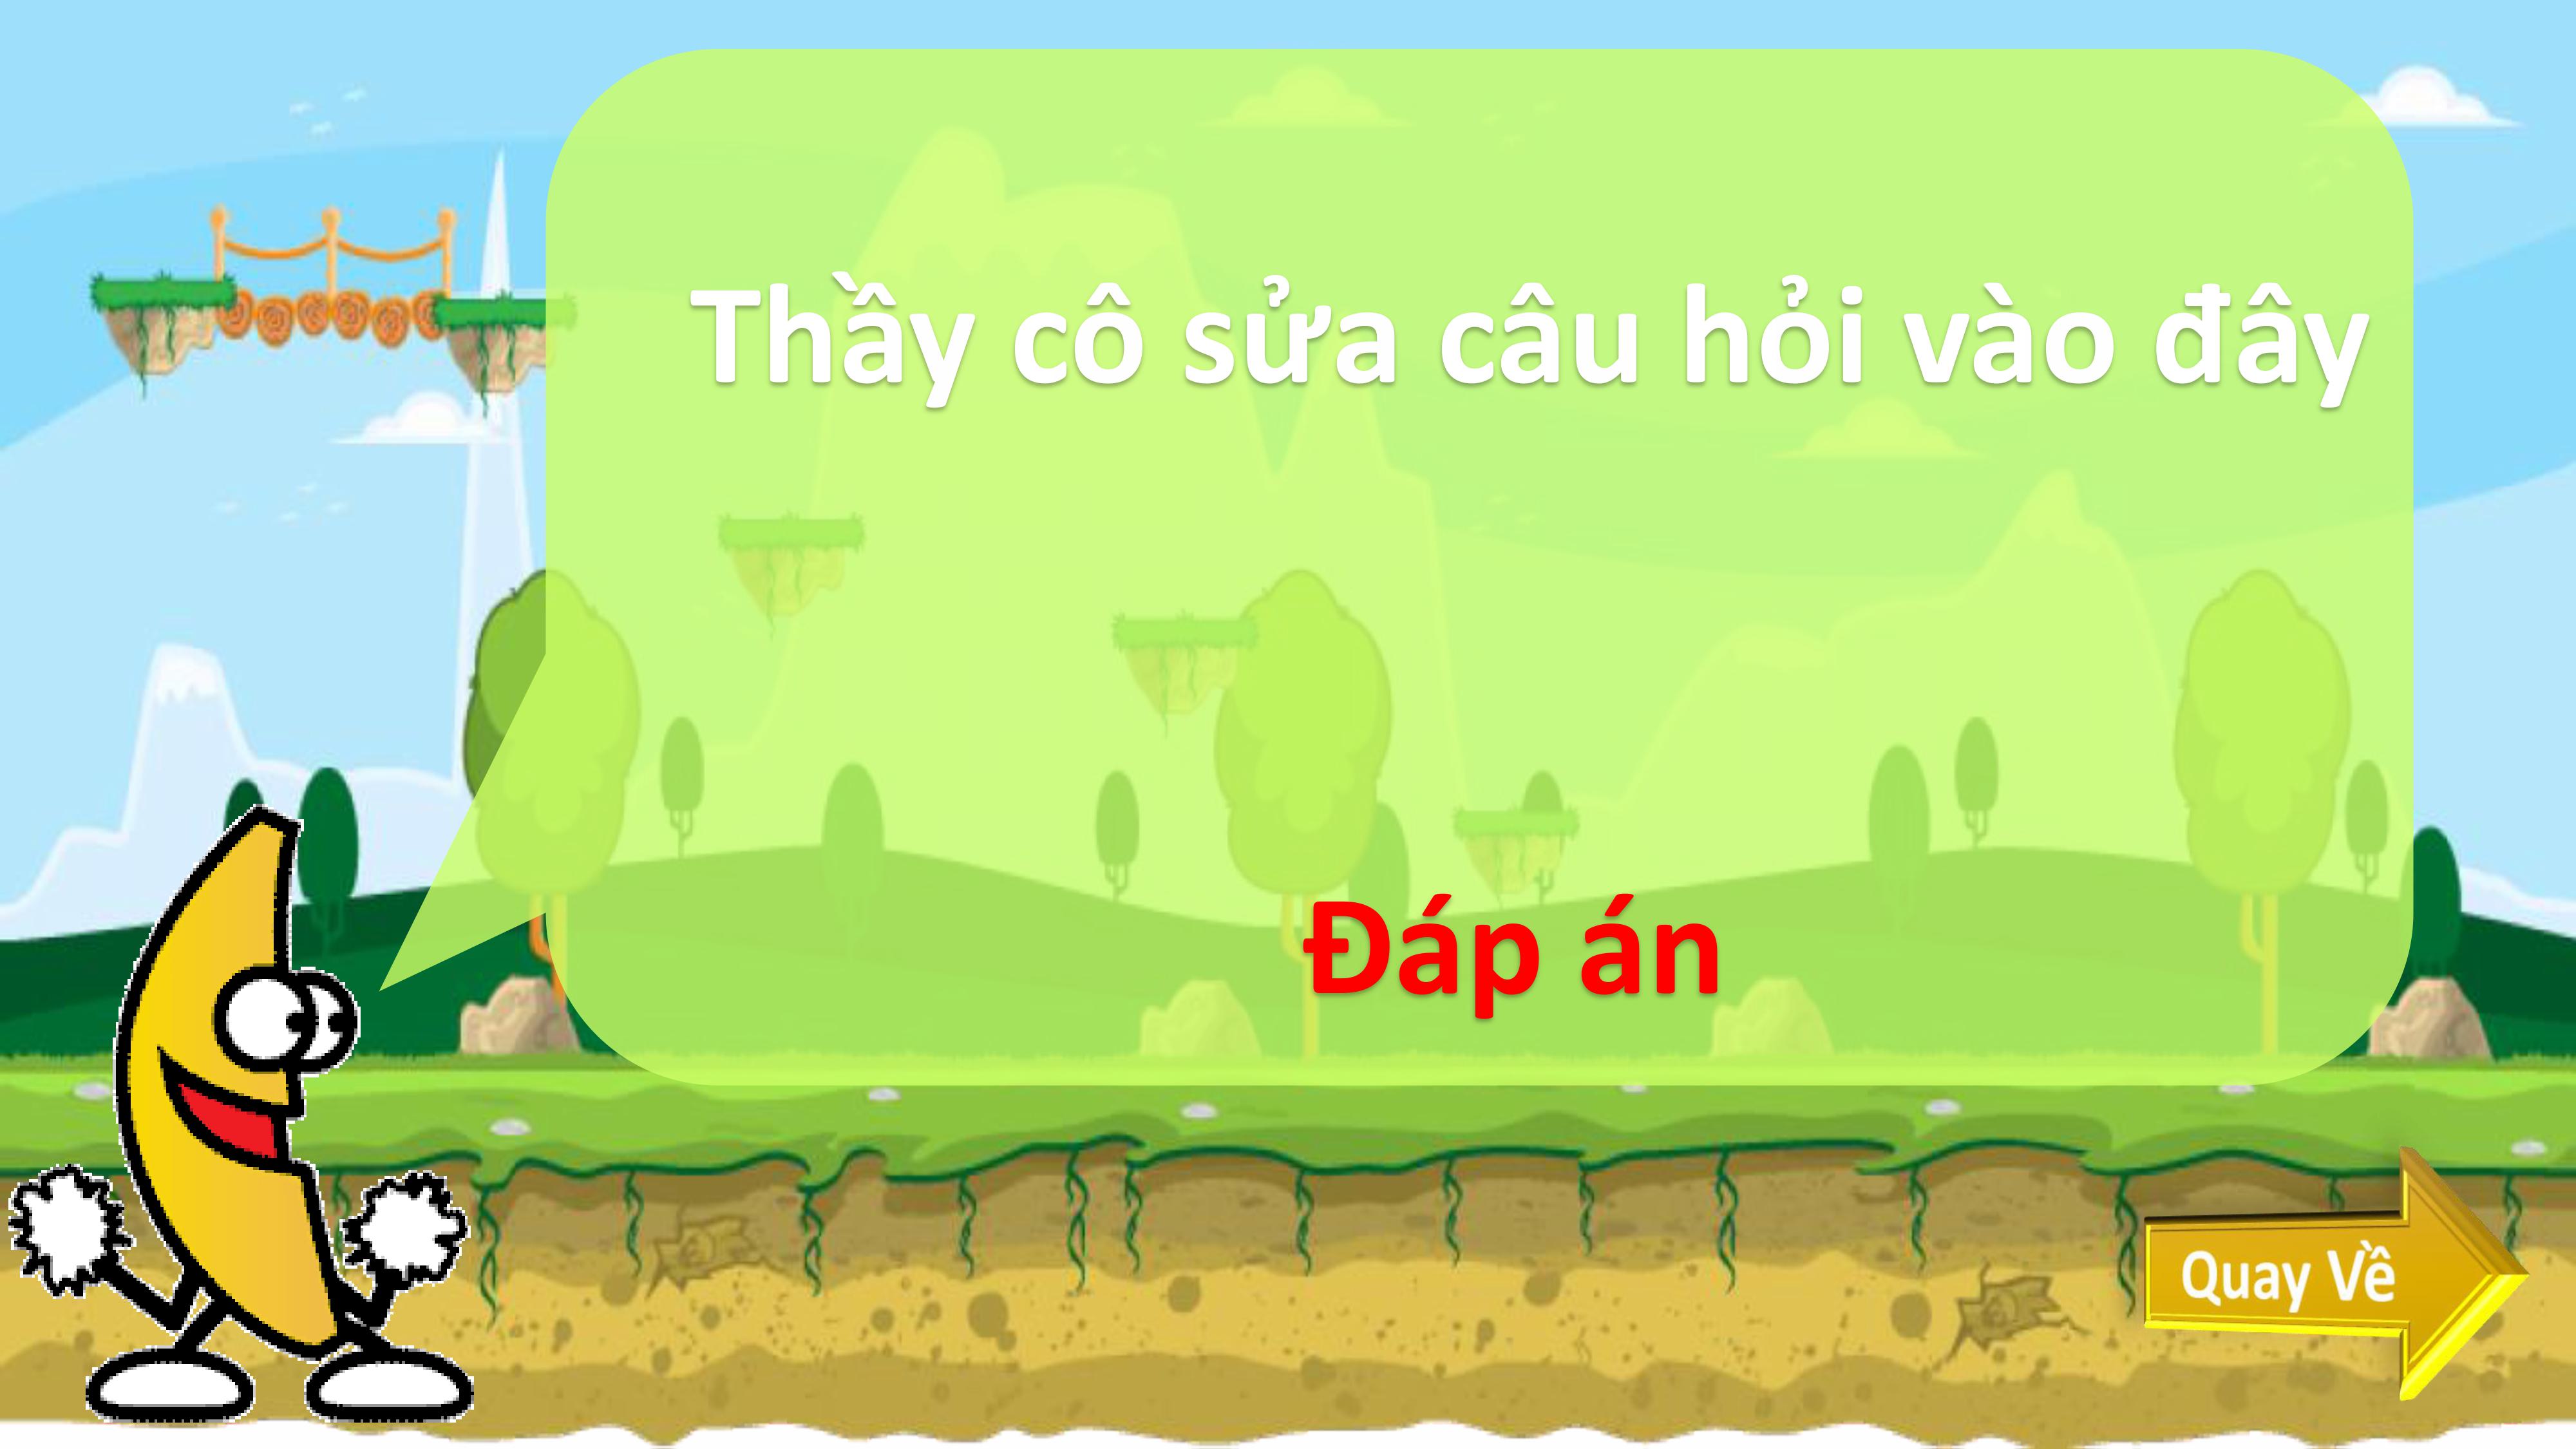 Thầy cô sửa câu hỏi vào đây
Đáp án
Quay Về